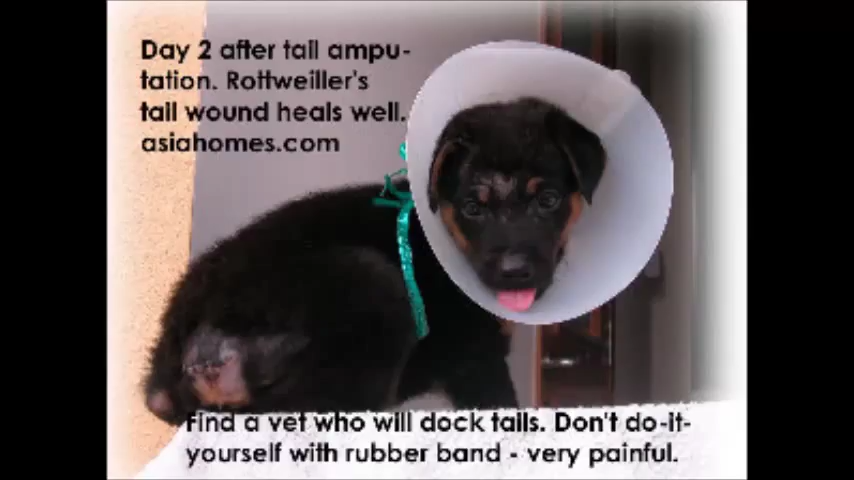 Day 2 after tail ampu-
tation. Rottweiller's
tail wound heals well.
asiahomes.com
Find a vet who will dock tails. Don't do-it-
yourself with rubber band - very painful.